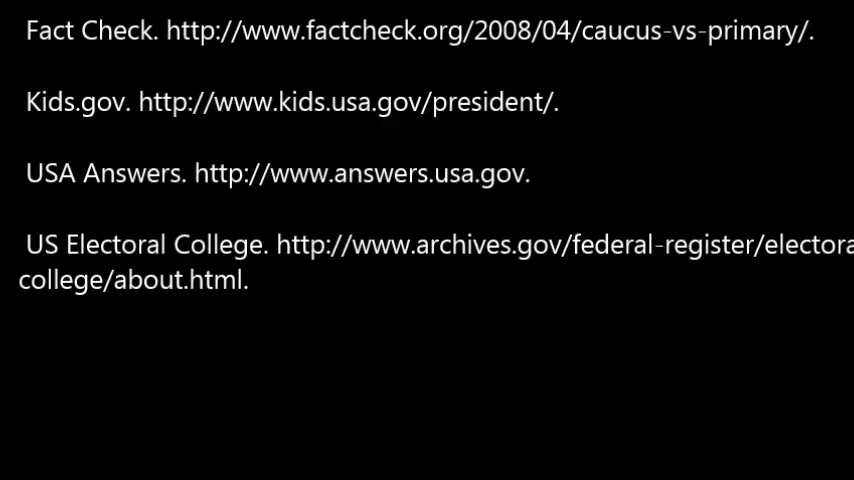 Fact Check. http://www.factcheck.org/2008/04/caucus-vs-primary/.
Kids.gov. http://www.kids.usa.gov/president/.
USA Answers. http://www.answers.usa.gov.
US Electoral College. http://www.archives.gov/federal-register/electora
college/about.html.